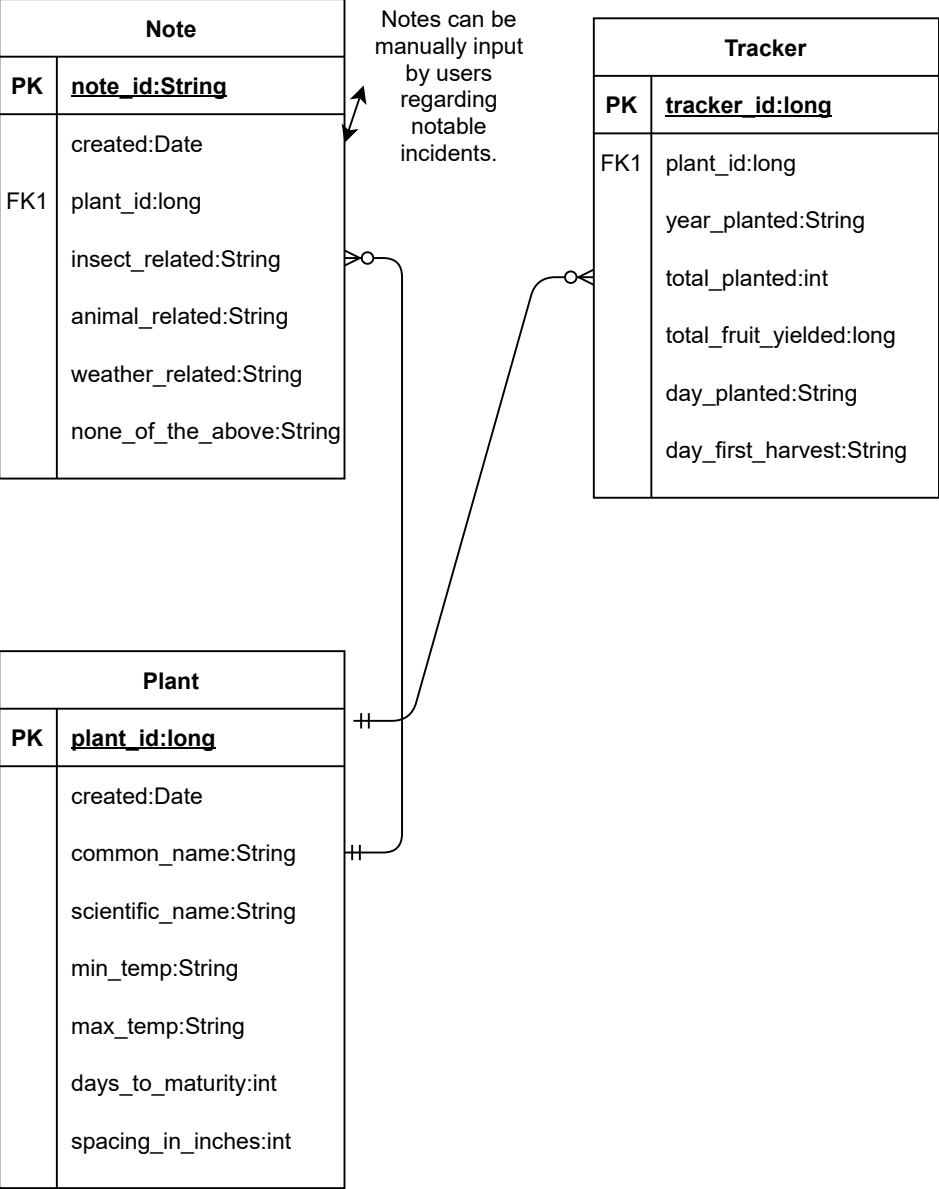 Note
PK note_id:String
created:Date
FK1 plant_id:long
insect_related:String
animal_related:String
weather_related:String
none_of_the_above:String
Notes can be
manually input
by users
regarding
notable
incidents.
Tracker
PK tracker_id:long
FK1 plant_id:long
year_planted:String
total_planted:int
total_fruit_yielded:long
day_planted:String
day_first_harvest:String
Plant
PK plant_id:long
created:Date
common_name:String
scientific_name:String
min_temp:String
max_temp:String
days_to_maturity:int
spacing_in_inches:int